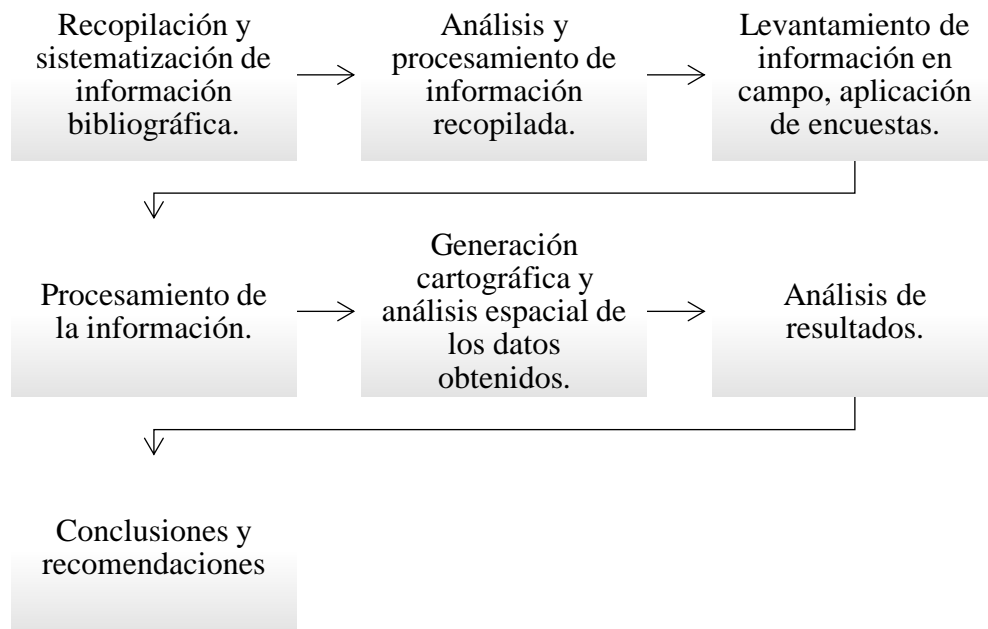 Recopilación y
sistematización de
información
bibliográfica.
Análisis y
procesamiento de
información
recopilada.
Levantamiento de
información en
campo, aplicación
de encuestas.
Procesamiento de
la información.
Generación
cartográfica y
análisis espacial de
los datos
obtenidos.
Análisis de
resultados.
Conclusiones y
recomendaciones